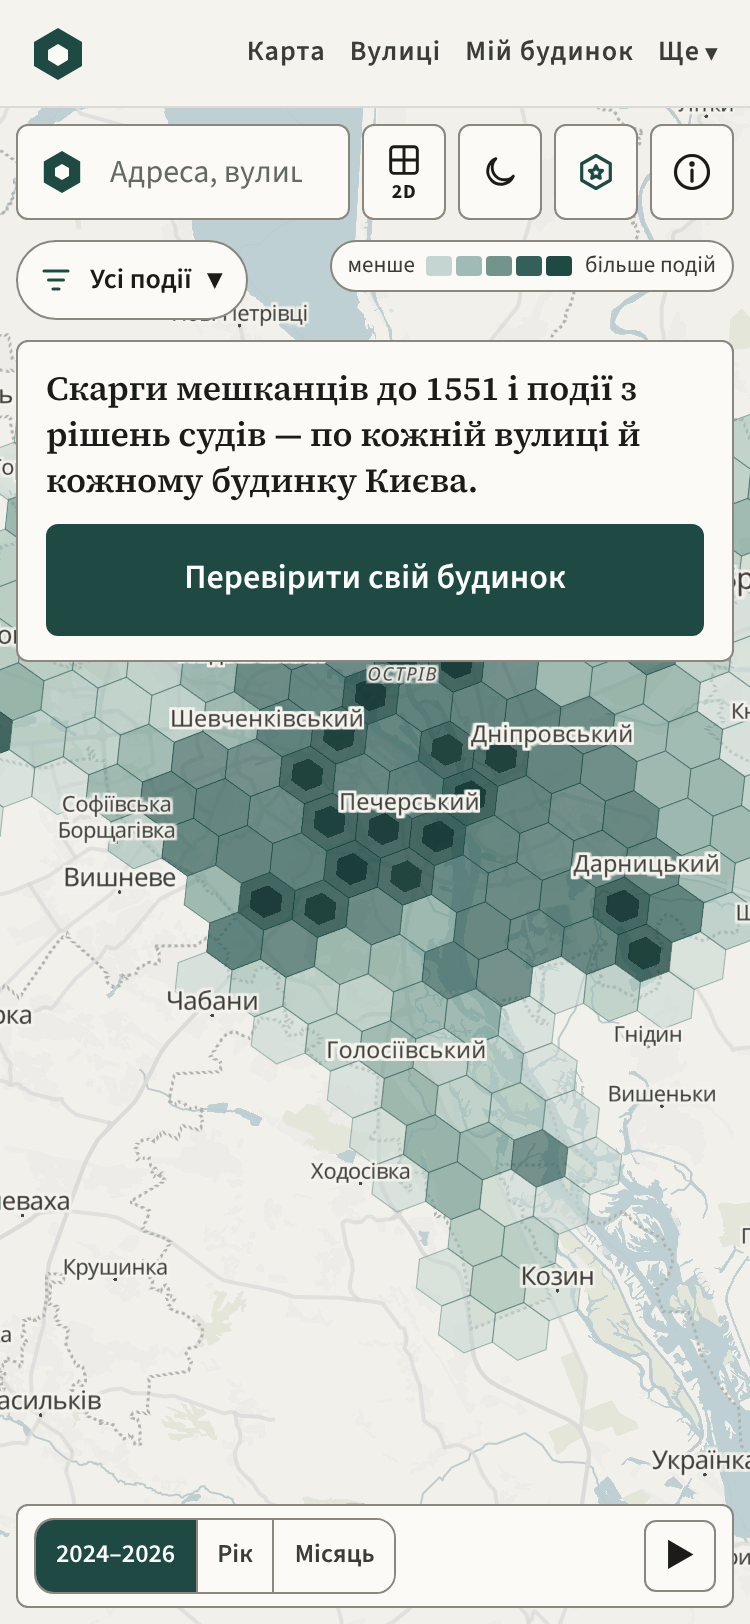 Карта Вулиці Мій будинок Ще ▾
Адреса, вулиц
2D
Усі події ▼
менше більше подій
Петрівці
Скарги мешканців до 1551 і події з
рішень судів — по кожній вулиці й
кожному будинку Києва.
Перевірити свій будинок
ОСТРІВ
Шевченківський
Дніпровський
Софіївська
Борщагівка
Печерський
Вишневе
Дарницький
Чабани
Голосіївський
Гнідин
Вишеньки
Ходосівка
еваха
Крушинка
Козин
асильків
Українка
2024–2026 Рік Місяць